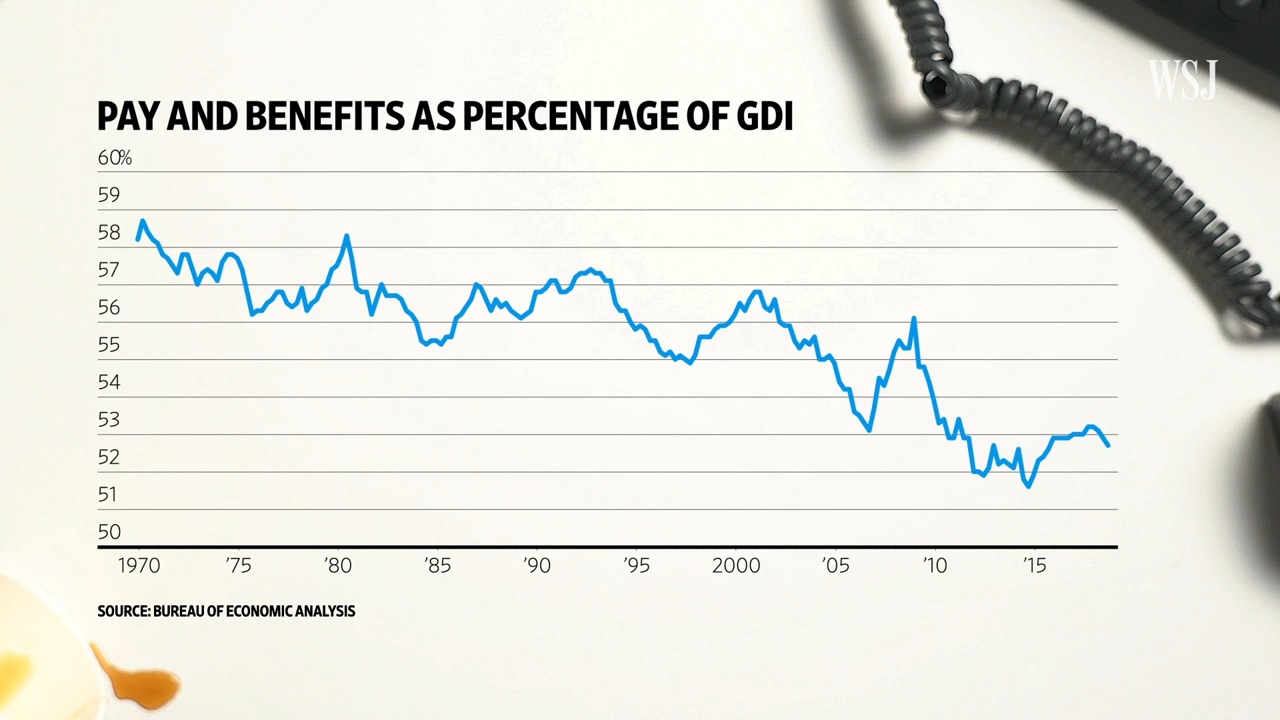 WSJ
PAY AND BENEFITS AS PERCENTAGE OF GDI
60%
59
58
57
56
55
54
53
52
51
50
1970 '75 '80 '85 '90 '95 2000 '05 '10 '15
SOURCE: BUREAU OF ECONOMIC ANALYSIS